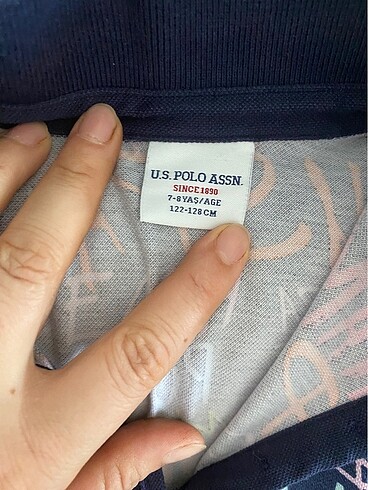 U.S. POLO ASSN.
SINCE 1890
7-8 YAŞ/AGE
122-128 CM